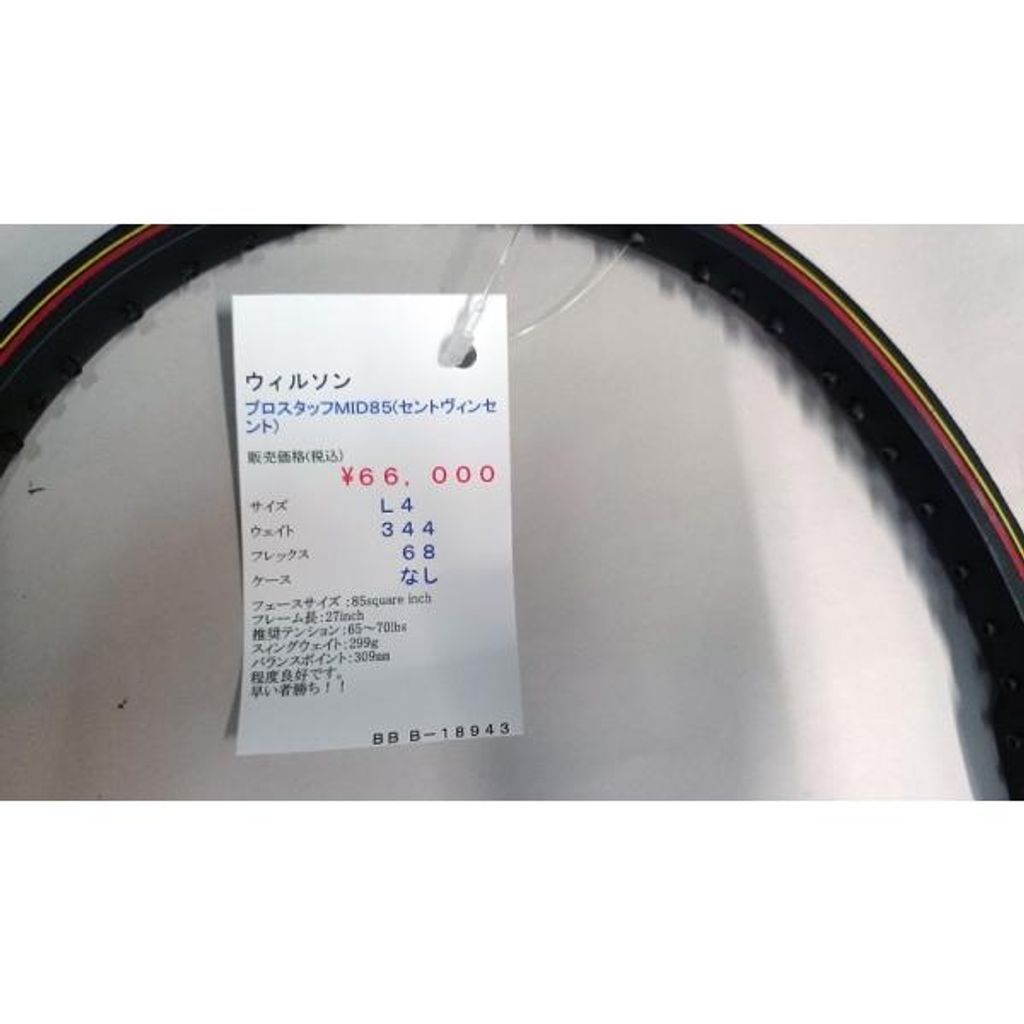 ウィルソン
プロスタッフMID85(セントヴィンセ
ント)
販売価格(税込)
¥66,000
サイズ L4
ウェイト 344
フレックス 68
ケース なし
フェースサイズ:85square inch
フレーム長:27inch
推奨テンション:65～70lbs
スィングウェイト:299g
バランスポイント:309mm
程度良好です。
早い者勝ち!!
BBB-18943